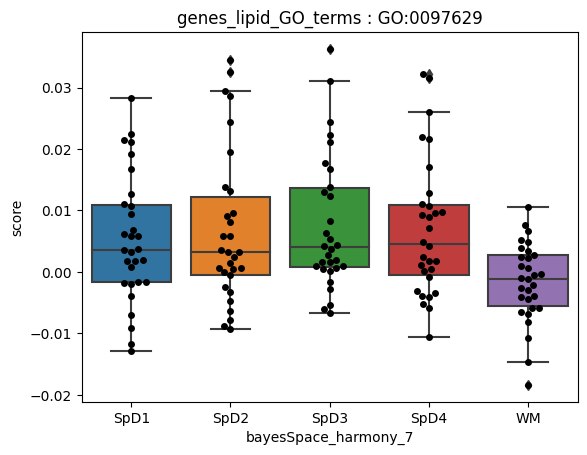 genes_lipid_GO_terms : GO:0097629
score
0.03
0.02
0.01
0.00
−0.01
−0.02
SpD1 SpD2 SpD3 SpD4 WM
bayesSpace_harmony_7